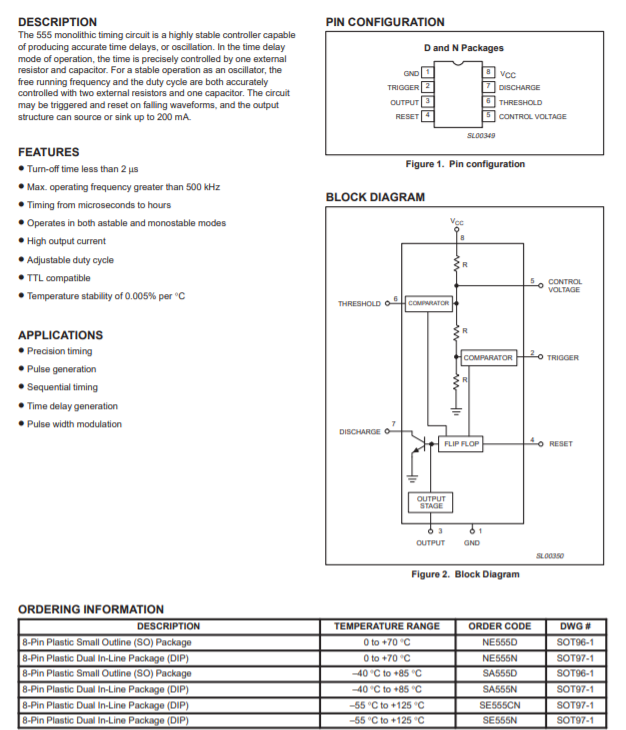 DESCRIPTION
The 555 monolithic timing circuit is a highly stable controller capable
of producing accurate time delays, or oscillation. In the time delay
mode of operation, the time is precisely controlled by one external
resistor and capacitor. For a stable operation as an oscillator, the
free running frequency and the duty cycle are both accurately
controlled with two external resistors and one capacitor. The circuit
may be triggered and reset on falling waveforms, and the output
structure can source or sink up to 200 mA.
FEATURES
● Turn-off time less than 2 μs
● Max. operating frequency greater than 500 kHz
● Timing from microseconds to hours
● Operates in both astable and monostable modes
● High output current
● Adjustable duty cycle
● TTL compatible
● Temperature stability of 0.005% per °C
APPLICATIONS
● Precision timing
● Pulse generation
● Sequential timing
● Time delay generation
● Pulse width modulation
PIN CONFIGURATION
D and N Packages
GND 1 8 VCC
TRIGGER 2 7 DISCHARGE
OUTPUT 3 6 THRESHOLD
RESET 4 5 CONTROL VOLTAGE
SL00349
Figure 1. Pin configuration
BLOCK DIAGRAM
VCC
8
R
5 CONTROL
VOLTAGE
THRESHOLD 6 COMPARATOR
R
COMPARATOR 2 TRIGGER
R
DISCHARGE 7
FLIP FLOP 4 RESET
OUTPUT
STAGE
3 1
OUTPUT GND
SL00350
Figure 2. Block Diagram
ORDERING INFORMATION
DESCRIPTION TEMPERATURE RANGE ORDER CODE DWG #
8-Pin Plastic Small Outline (SO) Package 0 to +70 °C NE555D SOT96-1
8-Pin Plastic Dual In-Line Package (DIP) 0 to +70 °C NE555N SOT97-1
8-Pin Plastic Small Outline (SO) Package –40 °C to +85 °C SA555D SOT96-1
8-Pin Plastic Dual In-Line Package (DIP) –40 °C to +85 °C SA555N SOT97-1
8-Pin Plastic Dual In-Line Package (DIP) –55 °C to +125 °C SE555CN SOT97-1
8-Pin Plastic Dual In-Line Package (DIP) –55 °C to +125 °C SE555N SOT97-1